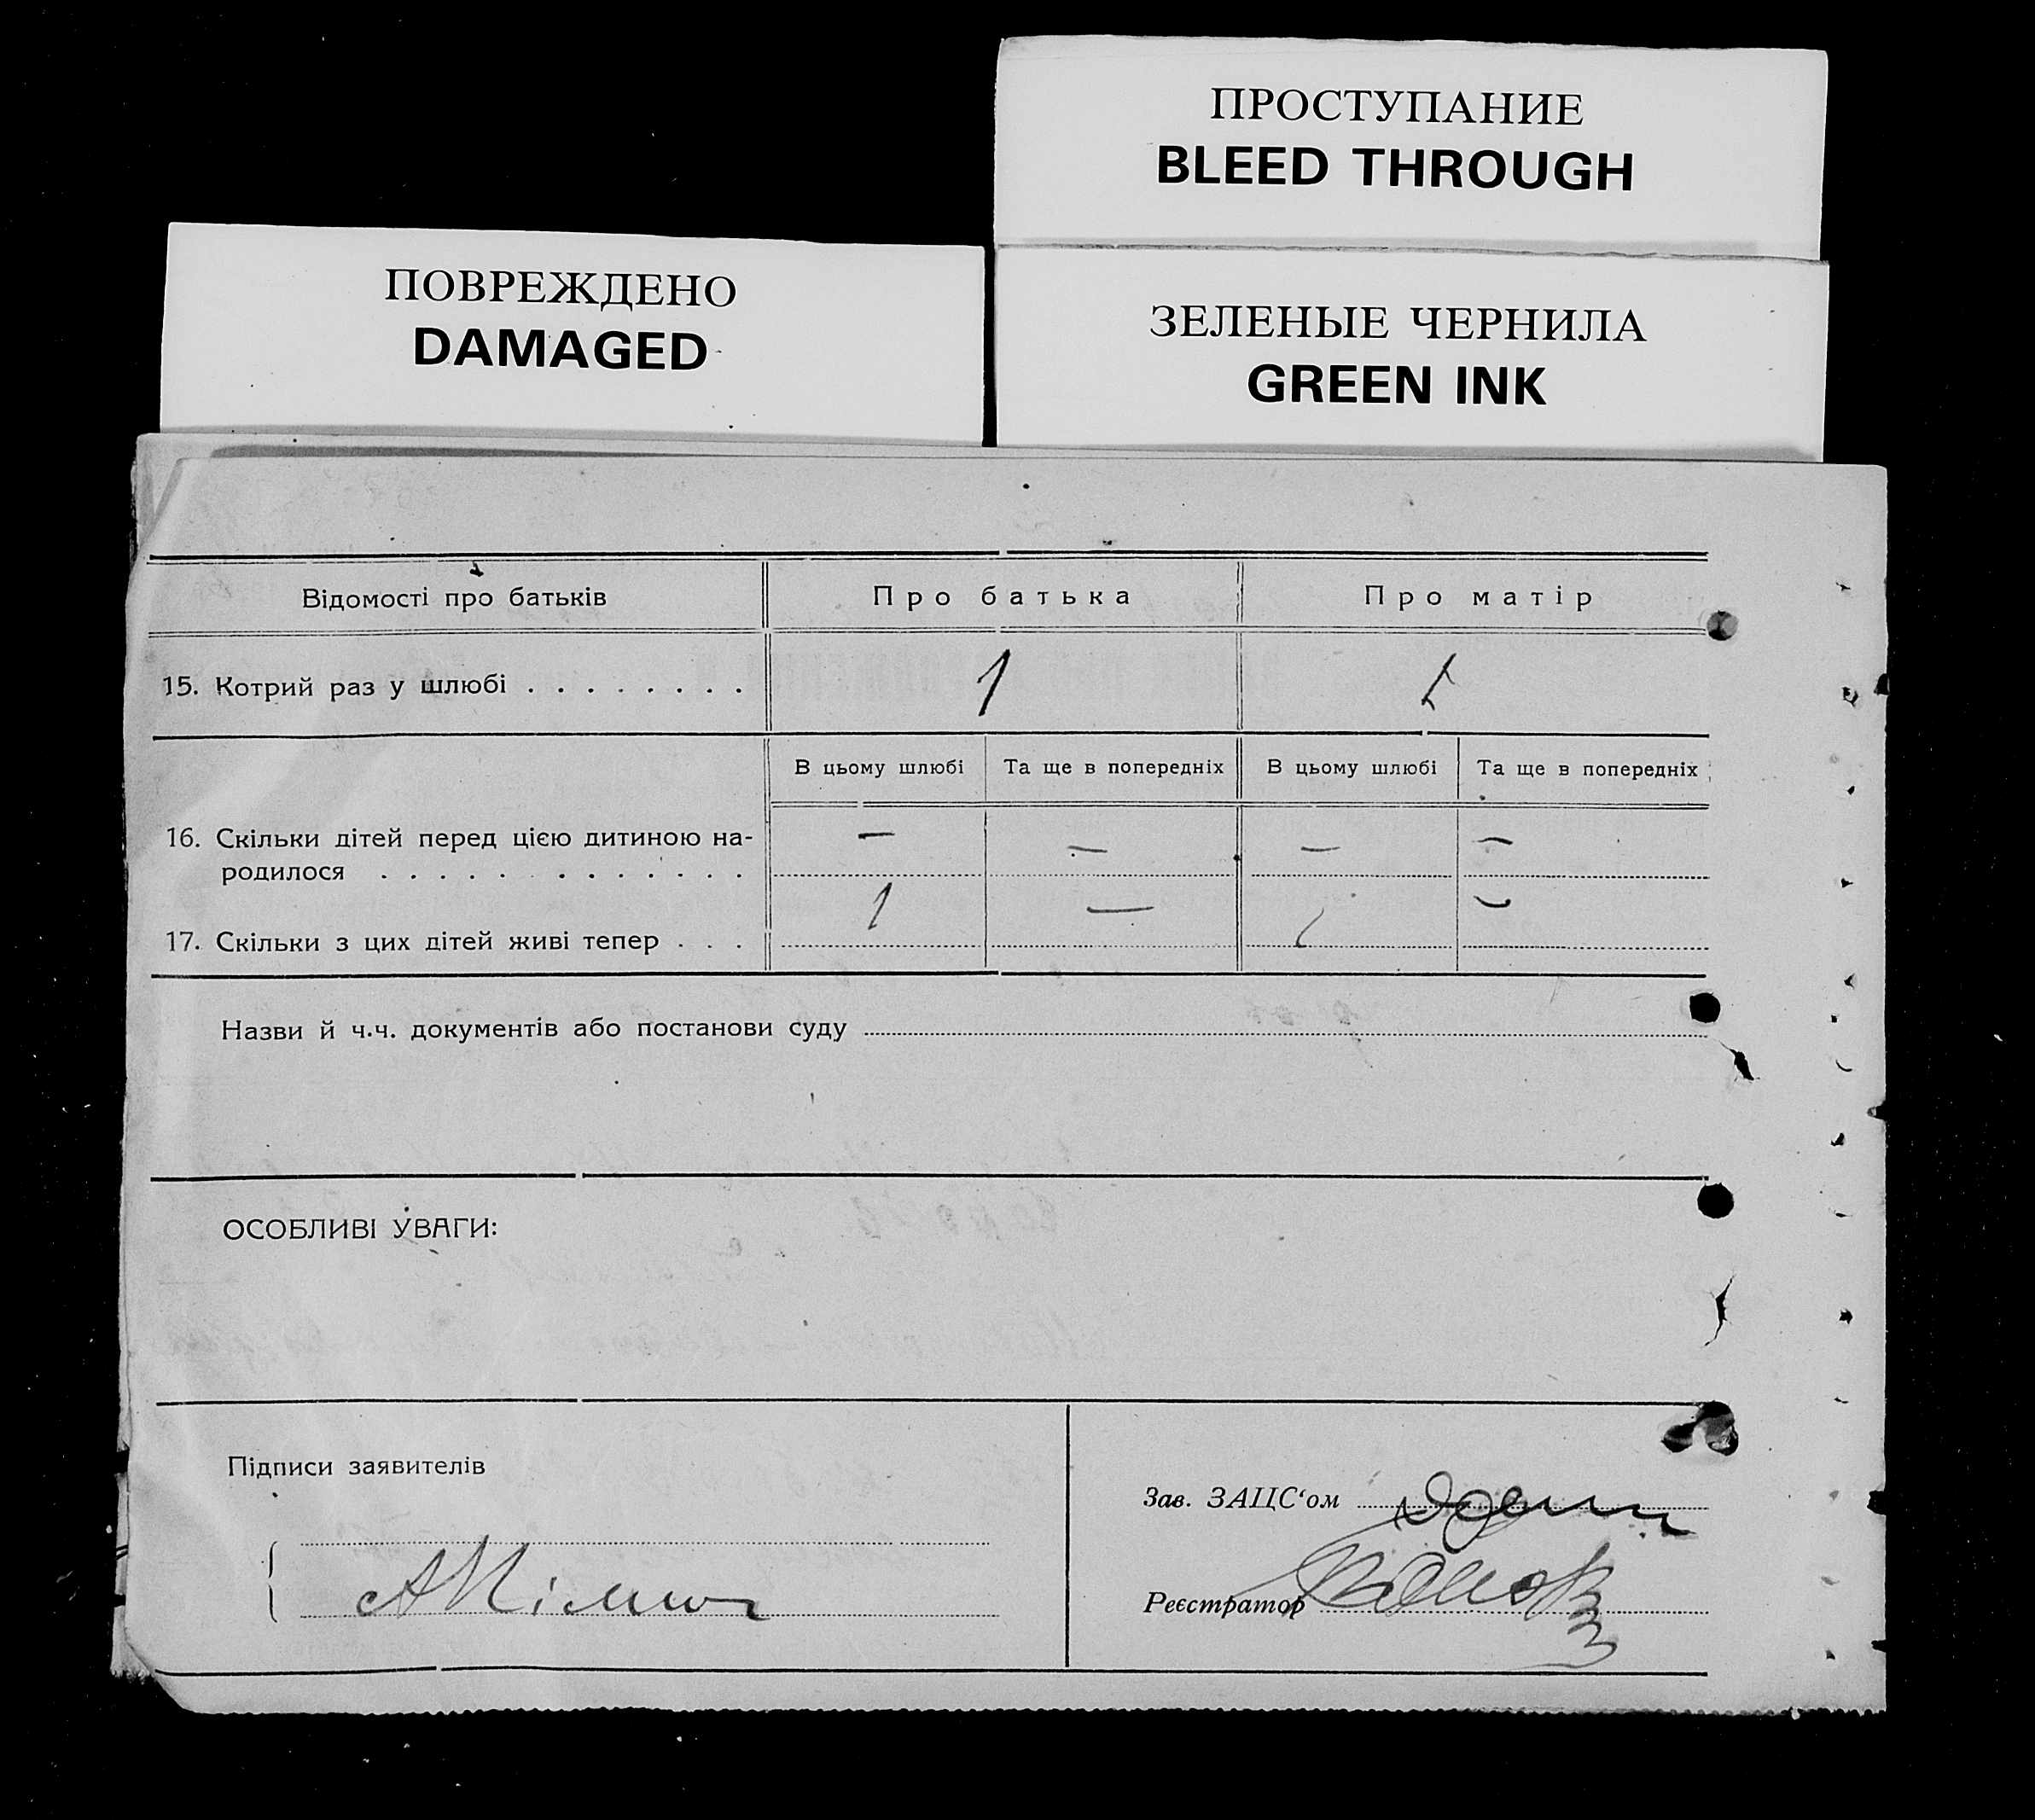 ПРОСТУПАНИЕ
BLEED THROUGH
ПОВРЕЖДЕНО
DAMAGED
ЗЕЛЕНЫЕ ЧЕРНИЛА
GREEN INK
Відомості про батьків Про батька Про матір
15. Котрий раз у шлюбі . . . . . . . . 1 1
В цьому шлюбі Та ще в попередніх В цьому шлюбі Та ще в попередніх
16. Скільки дітей перед цією дитиною на-
родилося . . . . . . . . . . . . . — — — —
17. Скільки з цих дітей живі тепер . . . 1 — 1 —
Назви й ч.ч. документів або постанови суду
ОСОБЛИВІ УВАГИ:
Підписи заявителів
Зав. ЗАЦС‘ом
Реєстратор